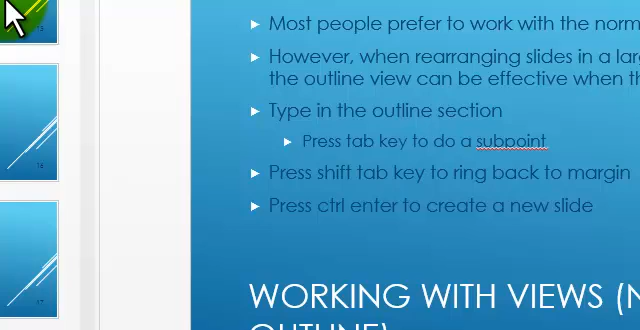 Most people prefer to work with the norm
However, when rearranging slides in a
the outline view can be effective when
Type in the outline section
Press tab key to do a subpoint
Press shift tab key to ring back to margin
Press ctrl enter to create a new slide
WORKING WITH VIEWS (N
OUTLINE)